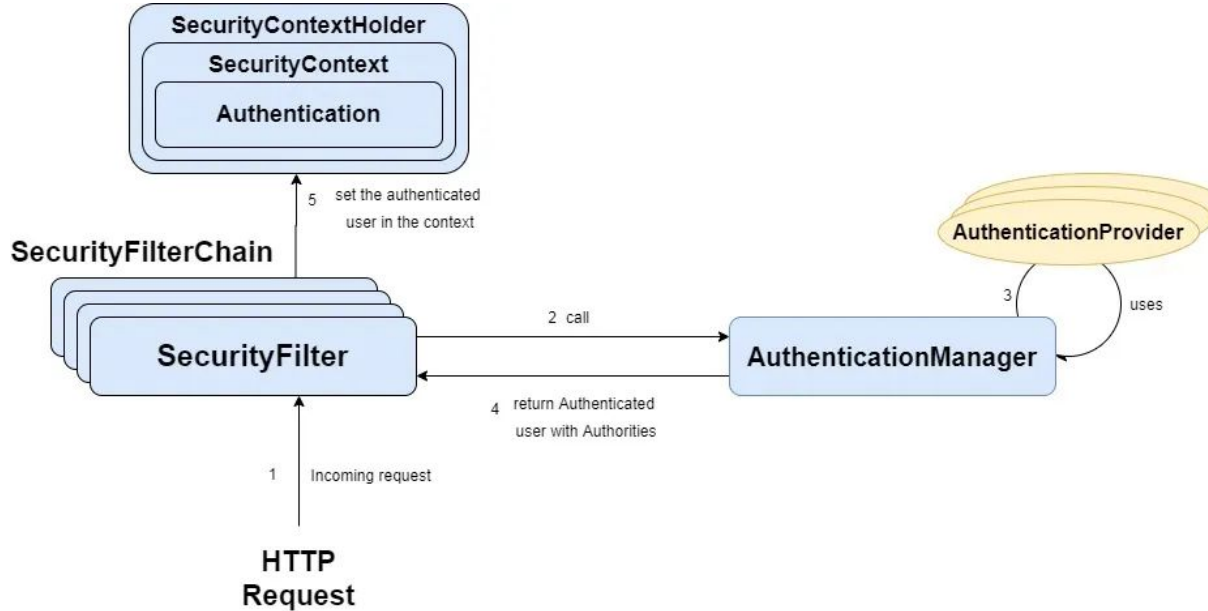 SecurityContextHolder
SecurityContext
Authentication
5 set the authenticated
user in the context
SecurityFilterChain
SecurityFilter
2 call
4 return Authenticated
user with Authorities
AuthenticationManager
AuthenticationProvider
3
uses
1 Incoming request
HTTP
Request